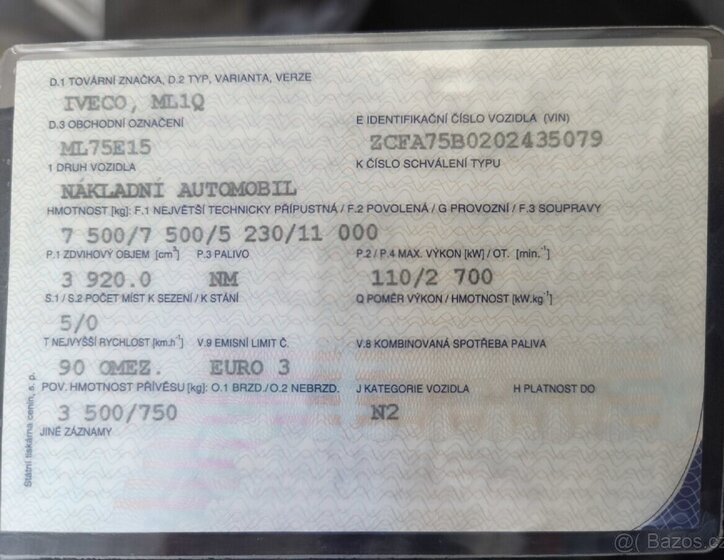 D.1 TOVÁRNÍ ZNAČKA, D.2 TYP, VARIANTA, VERZE
IVECO, ML1Q
D.3 OBCHODNÍ OZNAČENÍ E IDENTIFIKAČNÍ ČÍSLO VOZIDLA (VIN)
ML75E15 ZCFA75B0202435079
1 DRUH VOZIDLA K ČÍSLO SCHVÁLENÍ TYPU
NÁKLADNÍ AUTOMOBIL
HMOTNOST [kg]: F.1 NEJVĚTŠÍ TECHNICKY PŘÍPUSTNÁ / F.2 POVOLENÁ / G PROVOZNÍ / F.3 SOUPRAVY
7 500/7 500/5 230/11 000
P.1 ZDVIHOVÝ OBJEM [cm³] P.3 PALIVO P.2 / P.4 MAX. VÝKON [kW] / OT. [min.⁻¹]
3 920.0 NM 110/2 700
S.1 / S.2 POČET MÍST K SEZENÍ / K STÁNÍ Q POMĚR VÝKON / HMOTNOST [kW.kg⁻¹]
5/0
T NEJVYŠŠÍ RYCHLOST [km.h⁻¹] V.9 EMISNÍ LIMIT Č. V.8 KOMBINOVANÁ SPOTŘEBA PALIVA
90 OMEZ. EURO 3
POV. HMOTNOST PŘÍVĚSU [kg]: O.1 BRZD./O.2 NEBRZD. J KATEGORIE VOZIDLA H PLATNOST DO
3 500/750 N2
JINÉ ZÁZNAMY
Státní tiskárna cenin, s. p.
@( Bazos.cz